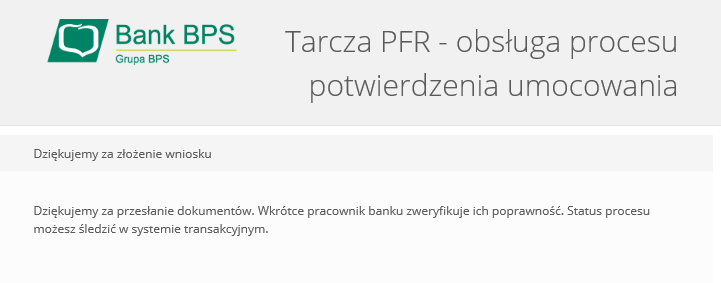 Bank BPS
Grupa BPS
Tarcza PFR - obsługa procesu
potwierdzenia umocowania
Dziękujemy za złożenie wniosku
Dziękujemy za przesłanie dokumentów. Wkrótce pracownik banku zweryfikuje ich poprawność. Status procesu
możesz śledzić w systemie transakcyjnym.